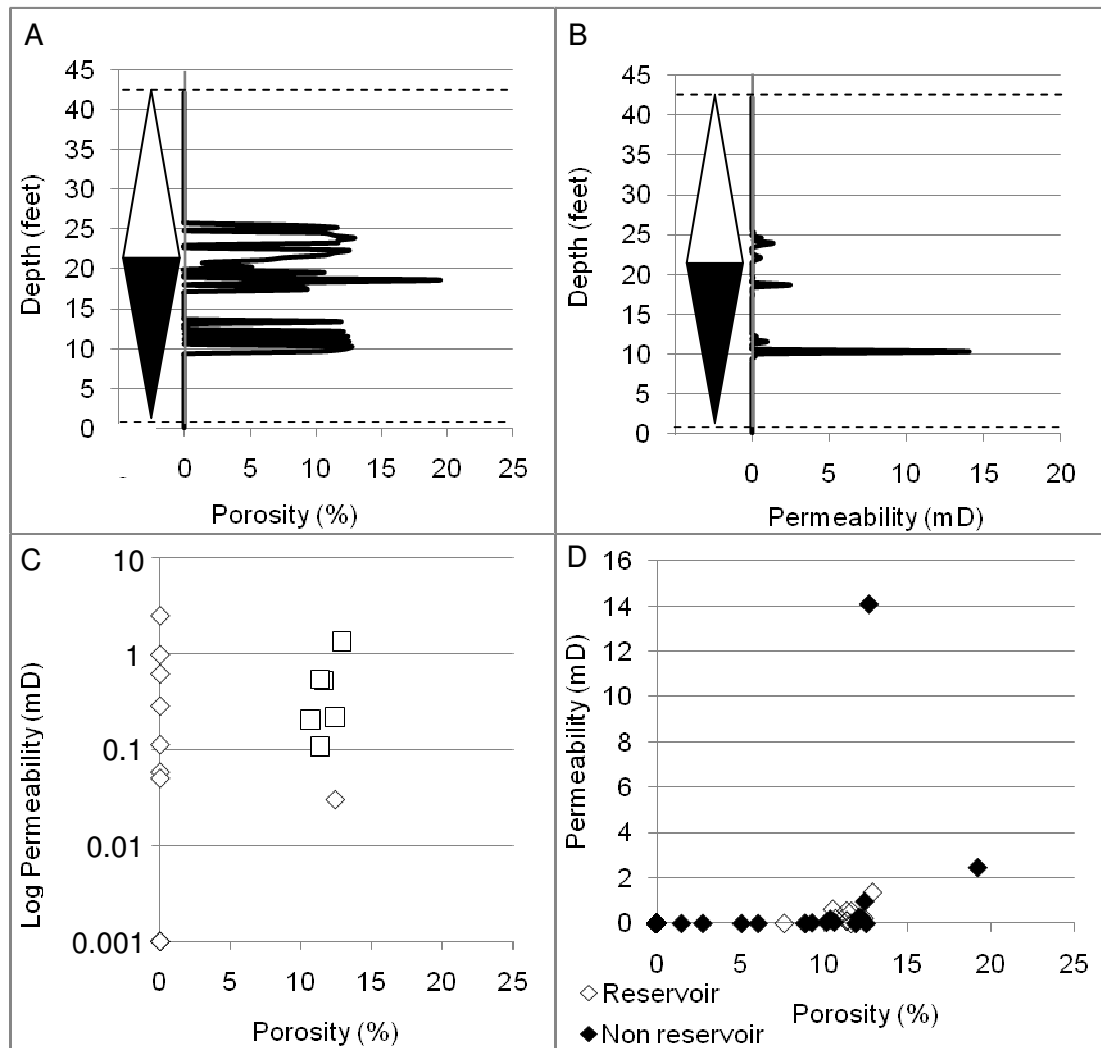 A
Depth (feet)
45
40
35
30
25
20
15
10
5
0
0 5 10 15 20 25
Porosity (%)
B
Depth (feet)
45
40
35
30
25
20
15
10
5
0
0 5 10 15 20
Permeability (mD)
C
Log Permeability (mD)
10
1
0.1
0.01
0.001
0 5 10 15 20 25
Porosity (%)
D
Permeability (mD)
16
14
12
10
8
6
4
2
0
0 5 10 15 20 25
Porosity (%)
Reservoir
Non reservoir